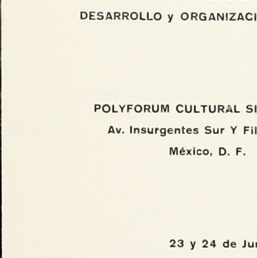 DESARROLLO y ORGANIZACI
POLYFORUM CULTURAL SI
Av. Insurgentes Sur Y Fil
México, D. F.
23 y 24 de Ju